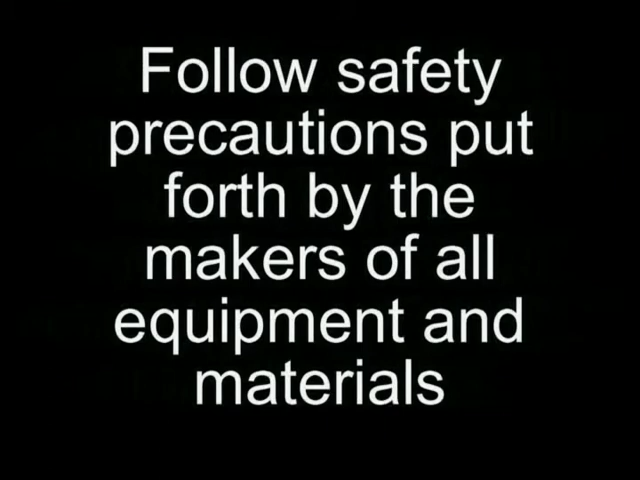 Follow safety
precautions put
forth by the
makers of all
equipment and
materials